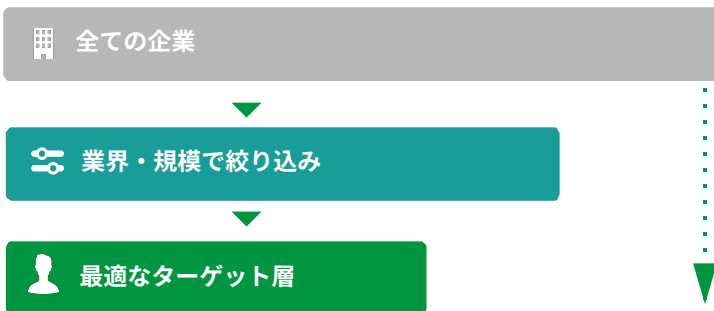 全ての企業
業界・規模で絞り込み
最適なターゲット層